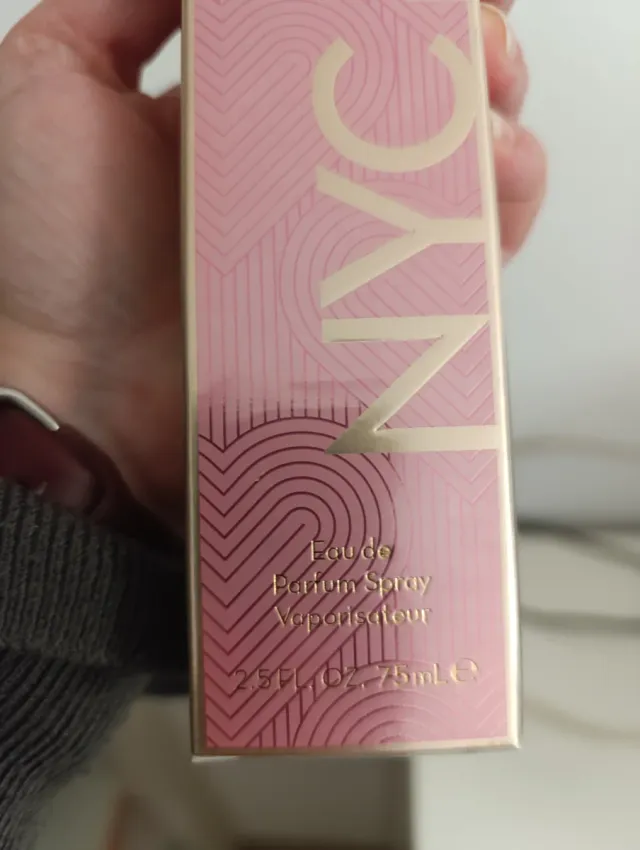 NYC
Eau de
Parfum Spray
Vaporisateur
2.5 FL. OZ. 75 mL ℮